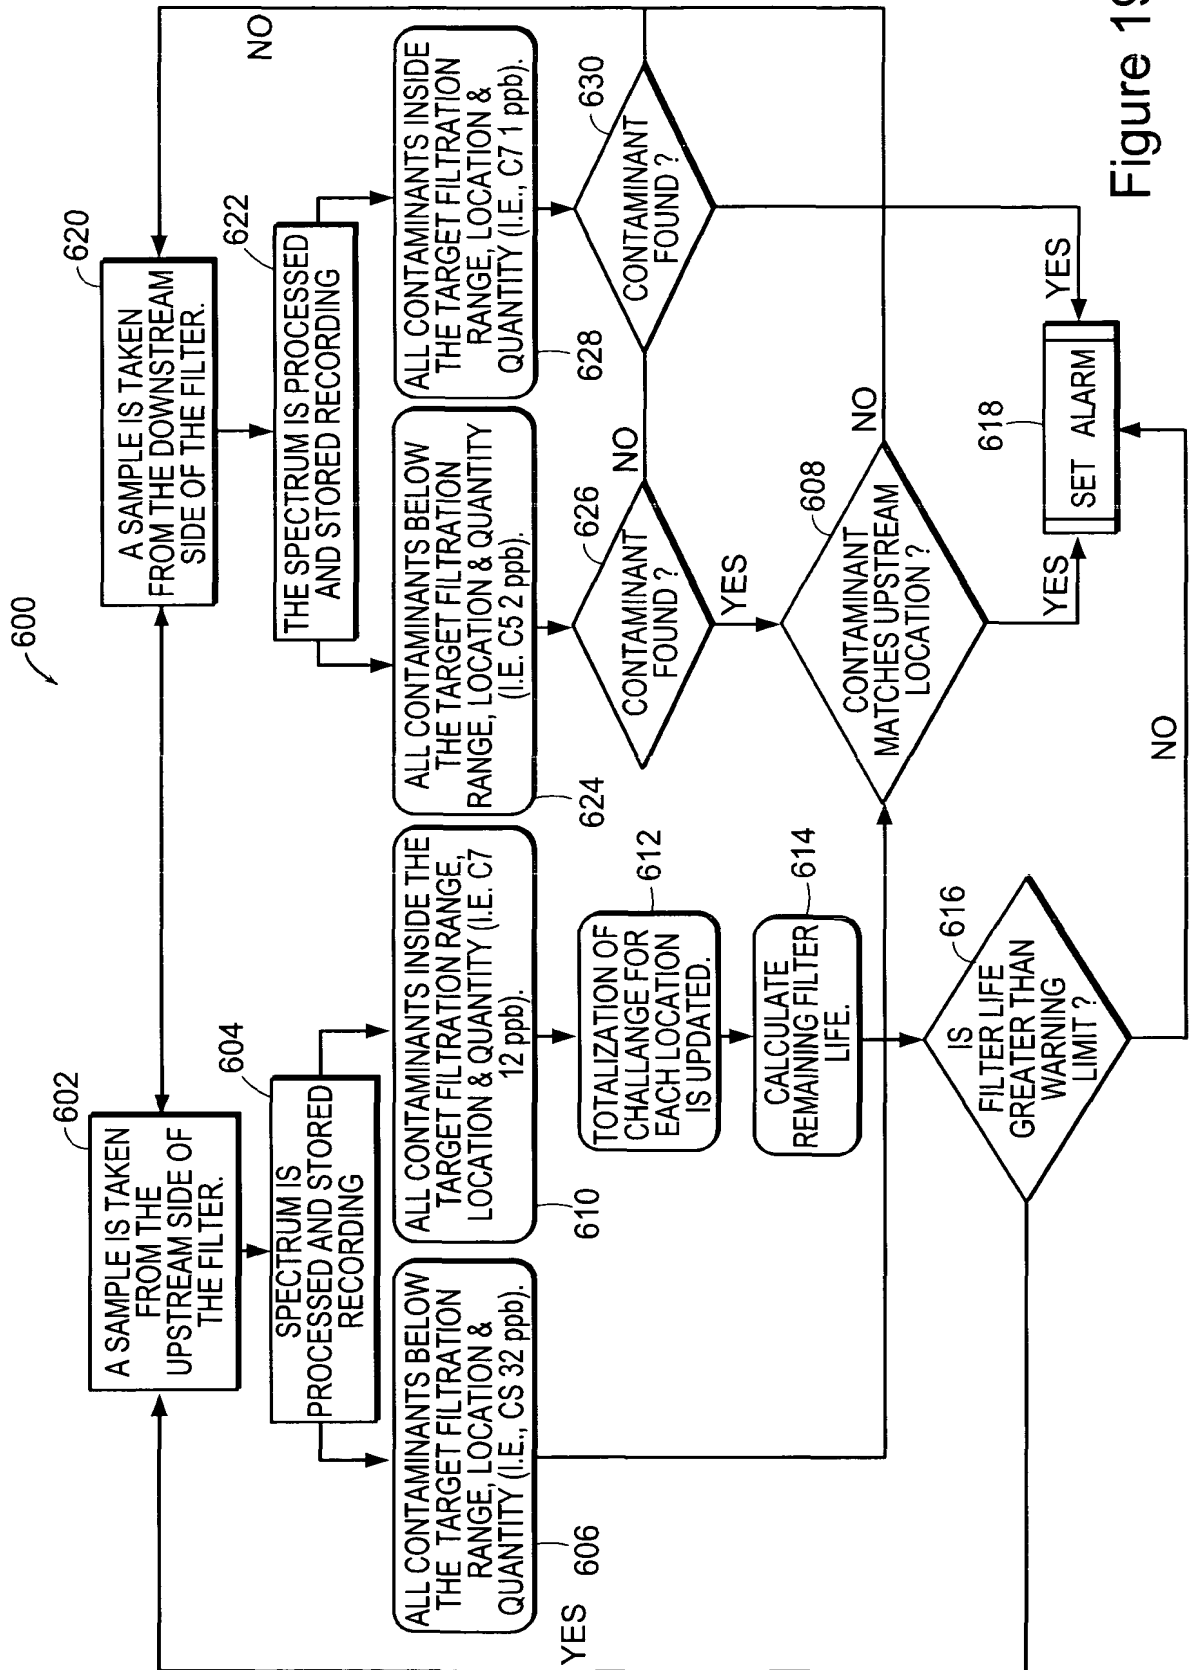 600
602
A SAMPLE IS TAKEN
FROM THE
UPSTREAM SIDE OF
THE FILTER.
604
SPECTRUM IS
PROCESSED AND STORED
RECORDING
606
ALL CONTAMINANTS BELOW
THE TARGET FILTRATION
RANGE, LOCATION &
QUANTITY (I.E., CS 32 ppb).
610
ALL CONTAMINANTS INSIDE THE
TARGET FILTRATION RANGE,
LOCATION & QUANTITY (I.E. C7
12 ppb).
612
TOTALIZATION OF
CHALLANGE FOR
EACH LOCATION
IS UPDATED.
614
CALCULATE
REMAINING FILTER
LIFE.
616
IS
FILTER LIFE
GREATER THAN
WARNING
LIMIT ?
YES
NO
620
A SAMPLE IS TAKEN
FROM THE DOWNSTREAM
SIDE OF THE FILTER.
622
THE SPECTRUM IS PROCESSED
AND STORED RECORDING
624
ALL CONTAMINANTS BELOW
THE TARGET FILTRATION
RANGE, LOCATION & QUANTITY
(I.E. C5 2 ppb).
628
ALL CONTAMINANTS INSIDE
THE TARGET FILTRATION
RANGE, LOCATION &
QUANTITY (I.E., C7 1 ppb).
626
CONTAMINANT
FOUND ?
NO
YES
630
CONTAMINANT
FOUND ?
NO
YES
608
CONTAMINANT
MATCHES UPSTREAM
LOCATION ?
NO
YES
618
SET ALARM
Figure 19